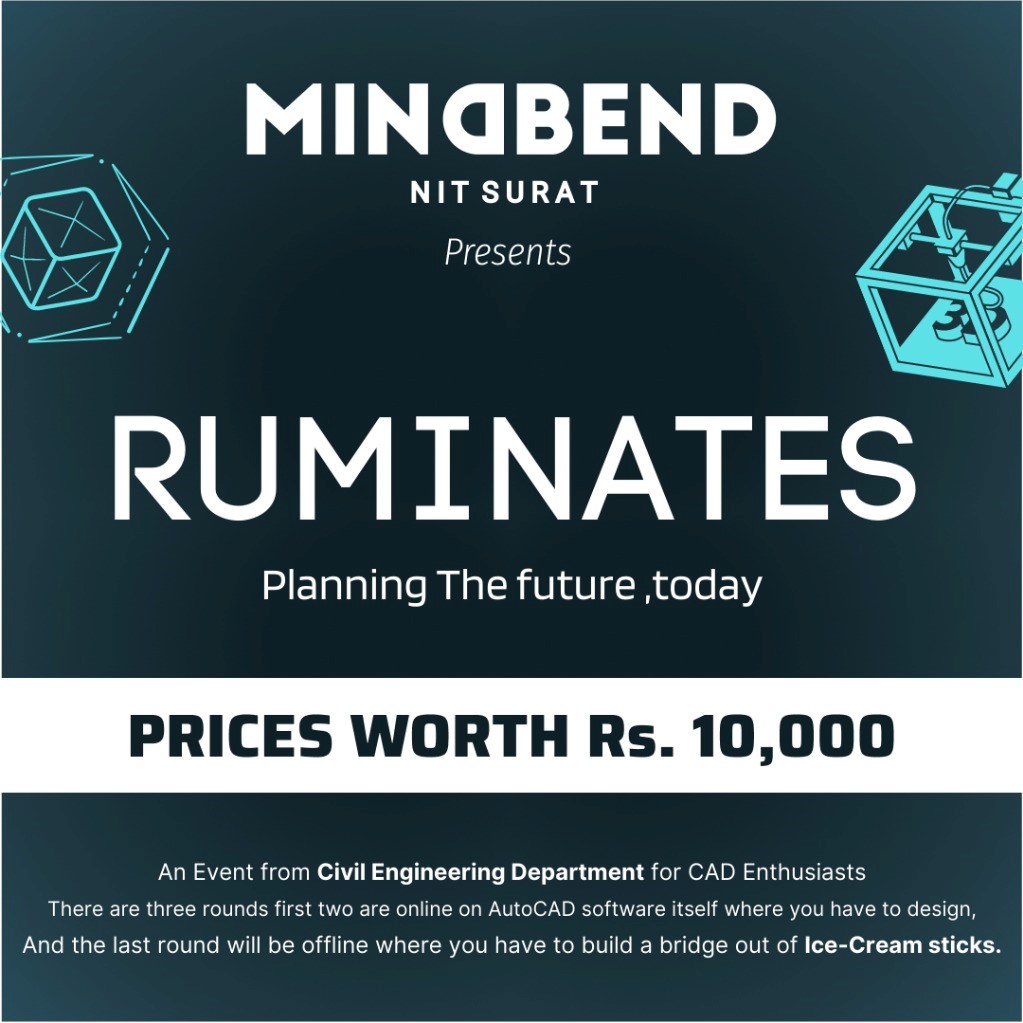 MINDBEND
NIT SURAT
Presents
3D
RUMINATES
Planning The future ,today
PRICES WORTH Rs. 10,000
An Event from Civil Engineering Department for CAD Enthusiasts
There are three rounds first two are online on AutoCAD software itself where you have to design,
And the last round will be offline where you have to build a bridge out of Ice-Cream sticks.